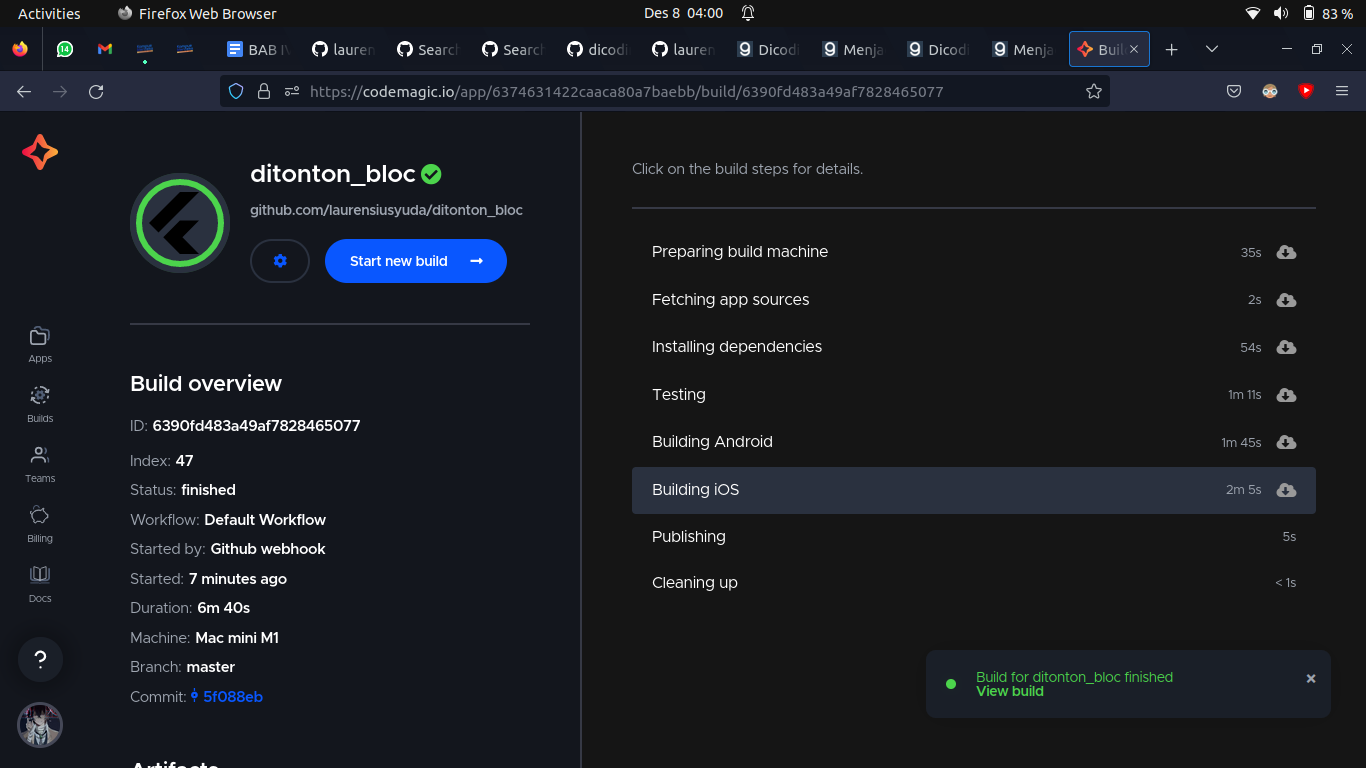 Activities Firefox Web Browser Des 8 04:00 83 %
14 BAB IV lauren Search Search dicodi lauren Dicodi Menja Dicodi Menja Buil
https://codemagic.io/app/6374631422caaca80a7baebb/build/6390fd483a49af7828465077
ditonton_bloc
github.com/laurensiusyuda/ditonton_bloc
Start new build
Apps
Builds
Teams
Billing
Docs
?
Build overview
ID: 6390fd483a49af7828465077
Index: 47
Status: finished
Workflow: Default Workflow
Started by: Github webhook
Started: 7 minutes ago
Duration: 6m 40s
Machine: Mac mini M1
Branch: master
Commit: 5f088eb
Artifacts
Click on the build steps for details.
Preparing build machine 35s
Fetching app sources 2s
Installing dependencies 54s
Testing 1m 11s
Building Android 1m 45s
Building iOS 2m 5s
Publishing 5s
Cleaning up < 1s
Build for ditonton_bloc finished
View build